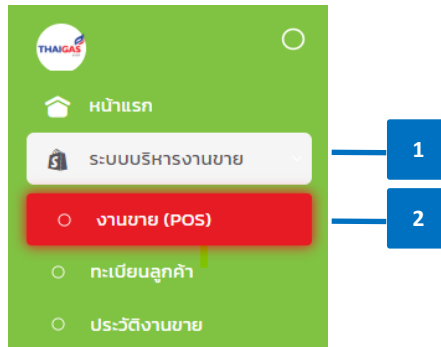 THAIGAS
หน้าแรก
ระบบบริหารงานขาย
1
งานขาย (POS)
2
ทะเบียนลูกค้า
ประวัติงานขาย